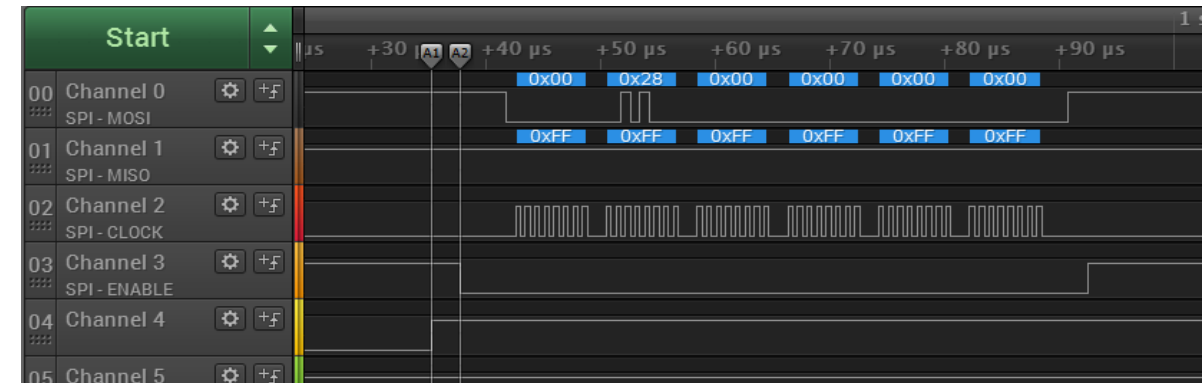 Start
1 s
µs +30 µ A1 A2 +40 µs +50 µs +60 µs +70 µs +80 µs +90 µs
00 Channel 0
SPI - MOSI
0x00 0x28 0x00 0x00 0x00 0x00
01 Channel 1
SPI - MISO
0xFF 0xFF 0xFF 0xFF 0xFF 0xFF
02 Channel 2
SPI - CLOCK
03 Channel 3
SPI - ENABLE
04 Channel 4
05 Channel 5